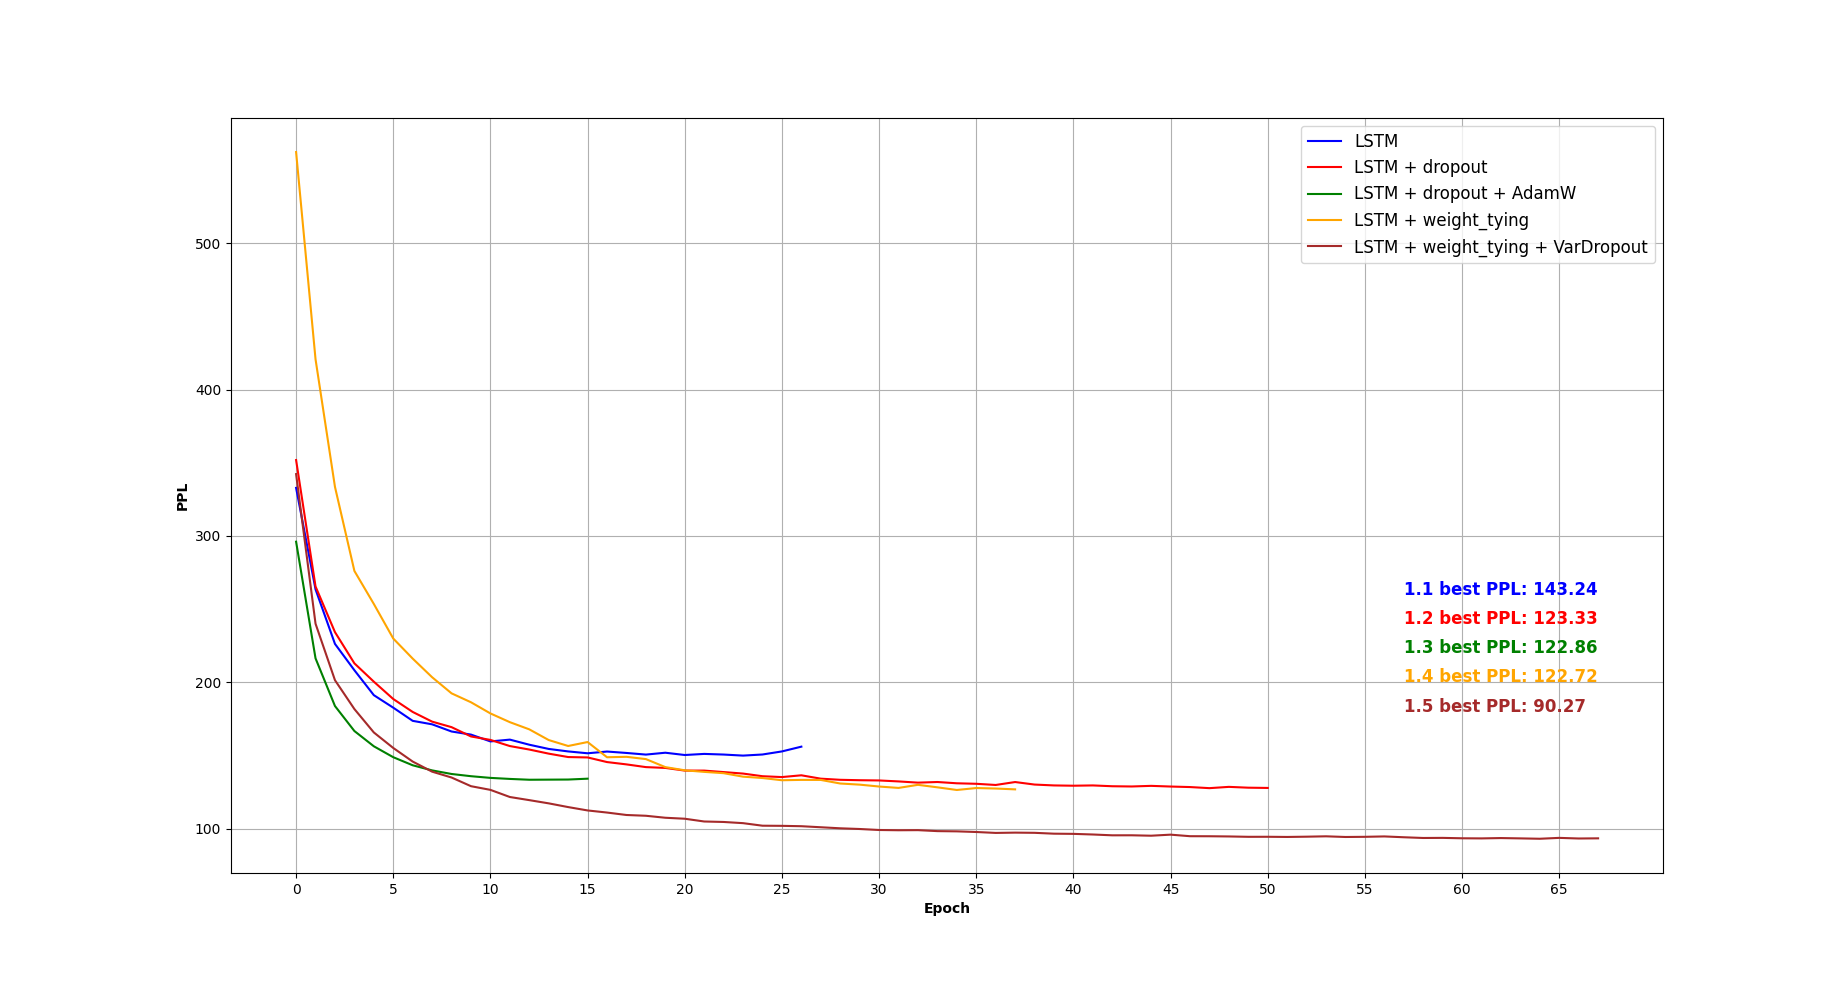 LSTM
LSTM + dropout
LSTM + dropout + AdamW
LSTM + weight_tying
LSTM + weight_tying + VarDropout
500
400
300
200
100
PPL
1.1 best PPL: 143.24
1.2 best PPL: 123.33
1.3 best PPL: 122.86
1.4 best PPL: 122.72
1.5 best PPL: 90.27
0 5 10 15 20 25 30 35 40 45 50 55 60 65
Epoch